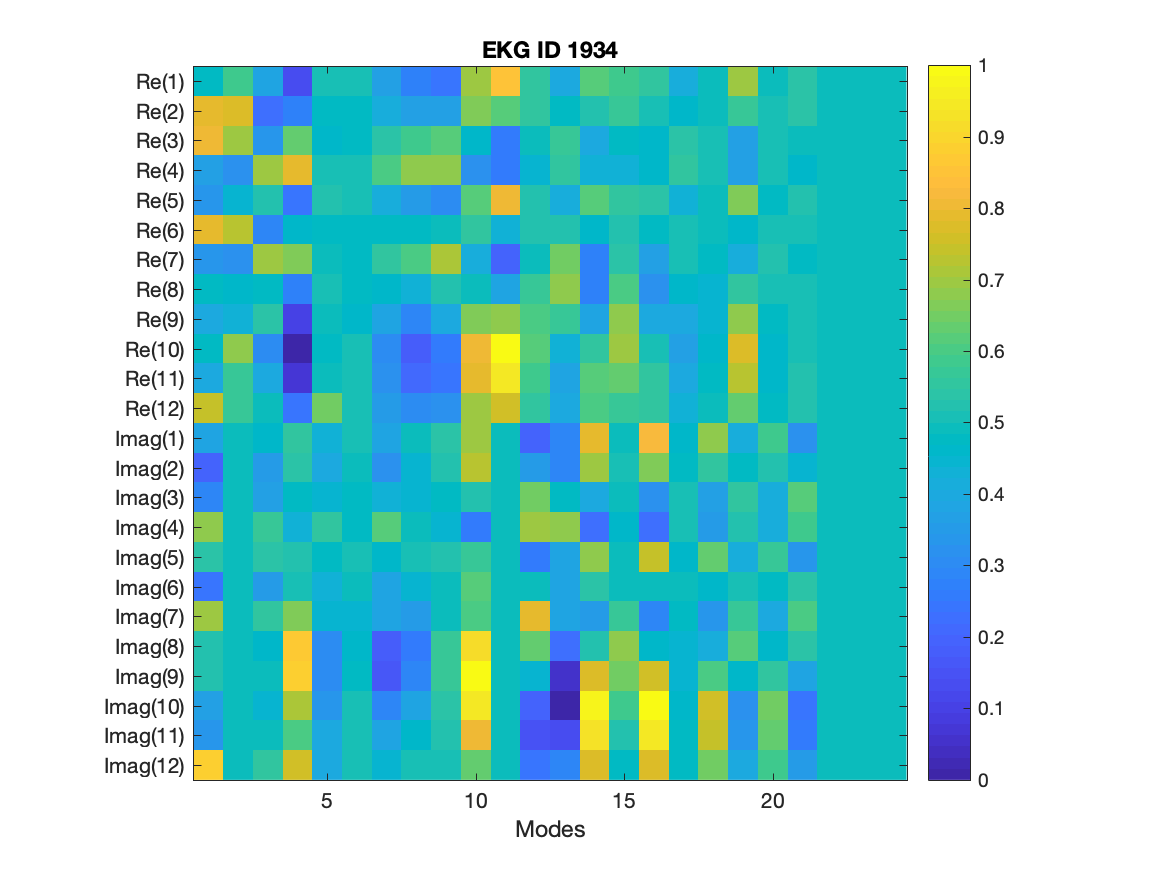 EKG ID 1934
Re(1)
Re(2)
Re(3)
Re(4)
Re(5)
Re(6)
Re(7)
Re(8)
Re(9)
Re(10)
Re(11)
Re(12)
Imag(1)
Imag(2)
Imag(3)
Imag(4)
Imag(5)
Imag(6)
Imag(7)
Imag(8)
Imag(9)
Imag(10)
Imag(11)
Imag(12)
5 10 15 20
Modes
1
0.9
0.8
0.7
0.6
0.5
0.4
0.3
0.2
0.1
0